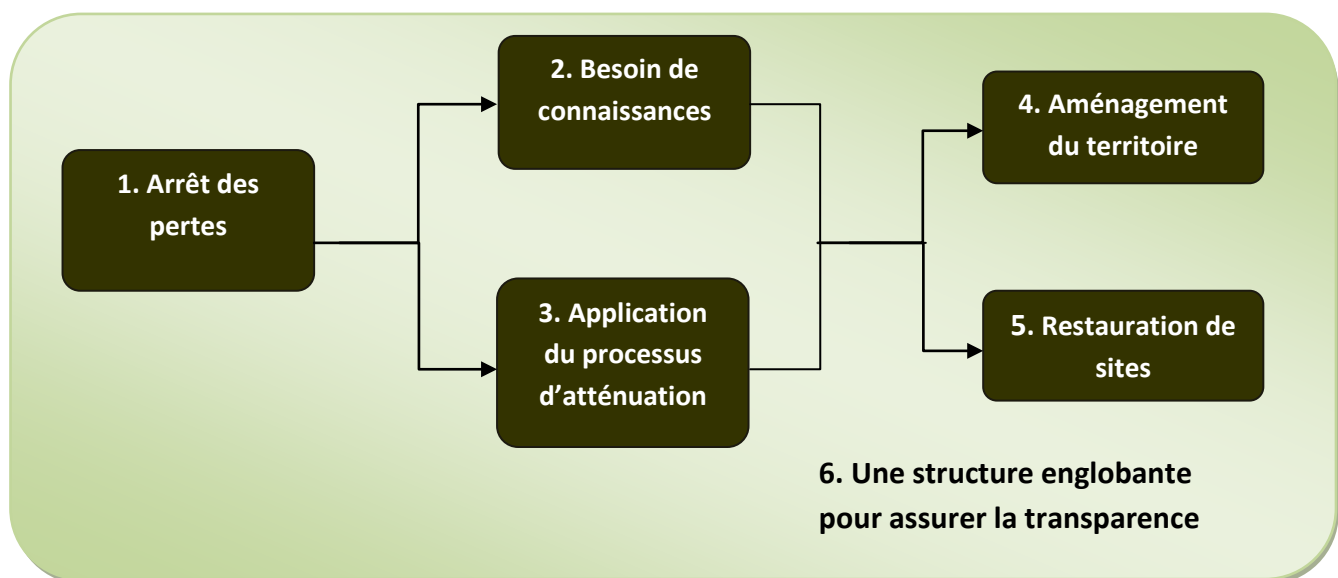 1. Arrêt des
pertes
2. Besoin de
connaissances
3. Application
du processus
d’atténuation
4. Aménagement
du territoire
5. Restauration de
sites
6. Une structure englobante
pour assurer la transparence